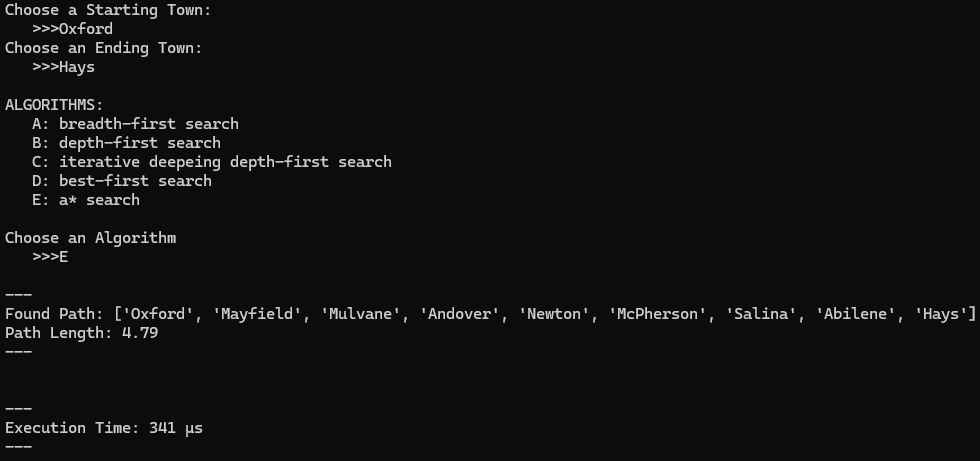 Choose a Starting Town:
   >>>Oxford
Choose an Ending Town:
   >>>Hays

ALGORITHMS:
   A: breadth-first search
   B: depth-first search
   C: iterative deepeing depth-first search
   D: best-first search
   E: a* search

Choose an Algorithm
   >>>E

---
Found Path: ['Oxford', 'Mayfield', 'Mulvane', 'Andover', 'Newton', 'McPherson', 'Salina', 'Abilene', 'Hays']
Path Length: 4.79
---


---
Execution Time: 341 µs
---